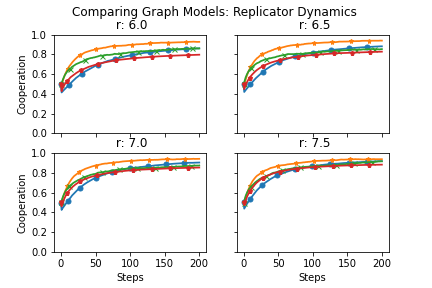 Comparing Graph Models: Replicator Dynamics
r: 6.0
r: 6.5
1.0
0.8
0.6
0.4
0.2
0.0
Cooperation
r: 7.0
r: 7.5
1.0
0.8
0.6
0.4
0.2
0.0
Cooperation
0 50 100 150 200
0 50 100 150 200
Steps
Steps